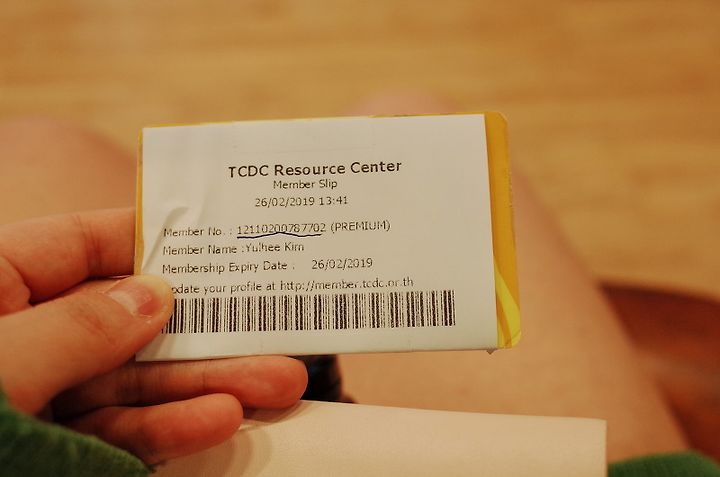 TCDC Resource Center
Member Slip
26/02/2019 13:41
Member No. : 12110200787702 (PREMIUM)
Member Name :Yulhee Kim
Membership Expiry Date : 26/02/2019
update your profile at http://member.tcdc.or.th